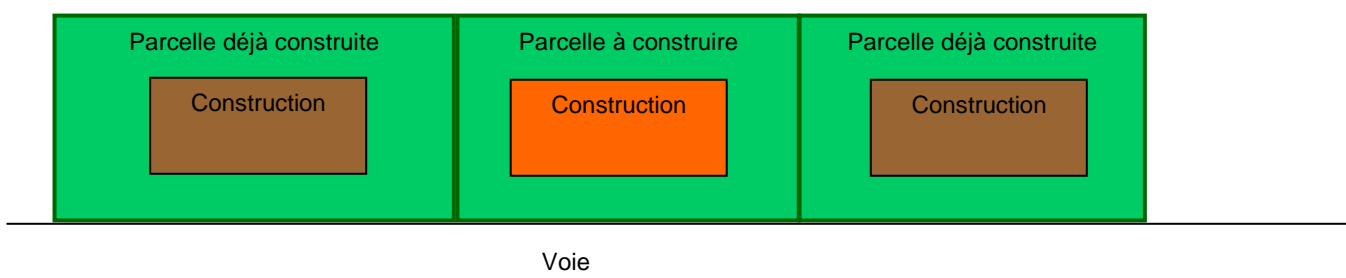 Parcelle déjà construite
Parcelle à construire
Parcelle déjà construite
Construction
Construction
Construction
Voie